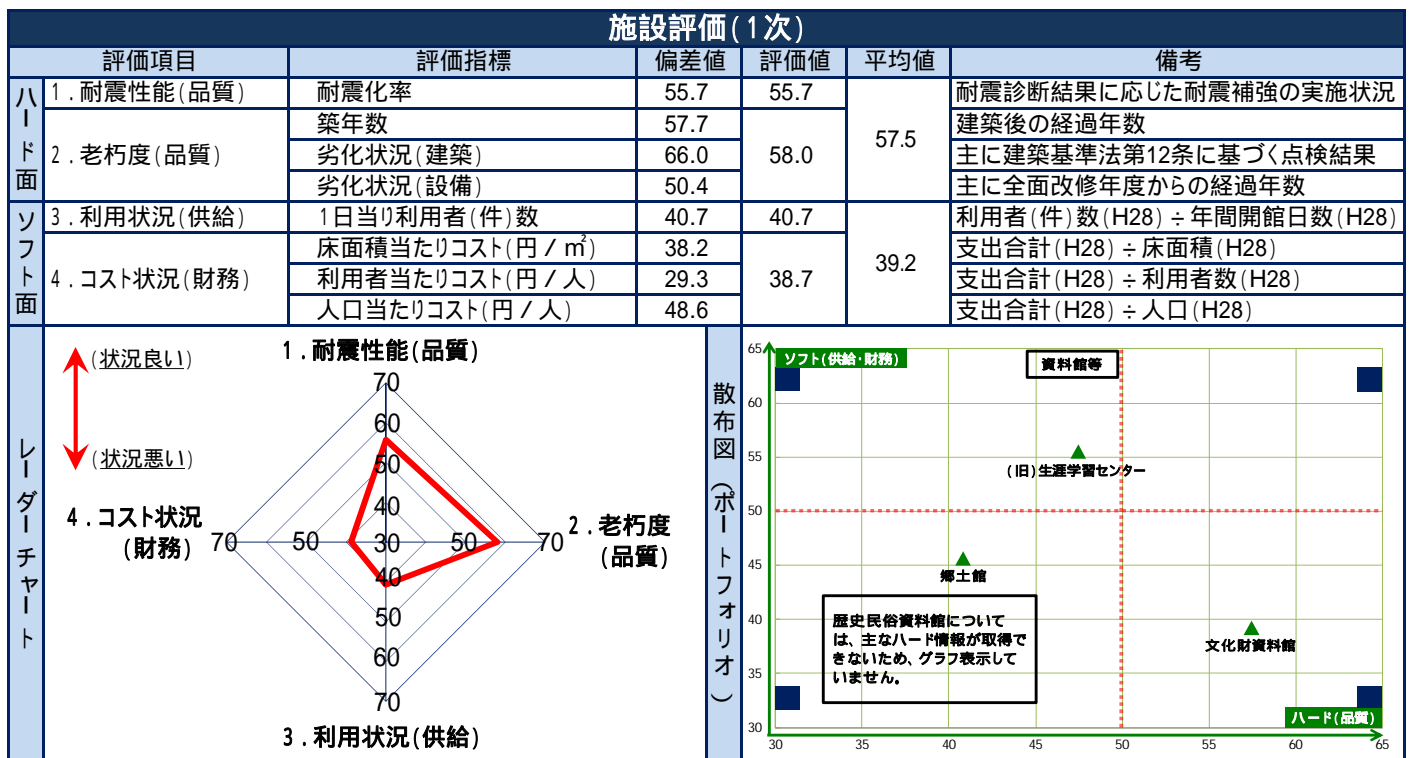 施設評価(1次)
評価項目 評価指標 偏差値 評価値 平均値 備考
ハード面
1.耐震性能(品質) 耐震化率 55.7 55.7 57.5 耐震診断結果に応じた耐震補強の実施状況
2.老朽度(品質) 築年数 57.7 58.0 建築後の経過年数
劣化状況(建築) 66.0 主に建築基準法第12条に基づく点検結果
劣化状況(設備) 50.4 主に全面改修年度からの経過年数
ソフト面
3.利用状況(供給) 1日当り利用者(件)数 40.7 40.7 39.2 利用者(件)数(H28)÷年間開館日数(H28)
4.コスト状況(財務) 床面積当たりコスト(円/㎡) 38.2 38.7 支出合計(H28)÷床面積(H28)
利用者当たりコスト(円/人) 29.3 支出合計(H28)÷利用者数(H28)
人口当たりコスト(円/人) 48.6 支出合計(H28)÷人口(H28)
レーダーチャート
(状況良い)
(状況悪い)
1.耐震性能(品質)
70
60
50
40
30
50
70
2.老朽度
(品質)
4.コスト状況
(財務)
70
50
40
50
60
70
3.利用状況(供給)
散布図(ポートフォリオ)
ソフト(供給・財務)
資料館等
65
60
55
50
45
40
35
30
(旧)生涯学習センター
郷土館
文化財資料館
歴史民俗資料館について
は、主なハード情報が取得で
きないため、グラフ表示して
いません。
ハード(品質)
30 35 40 45 50 55 60 65